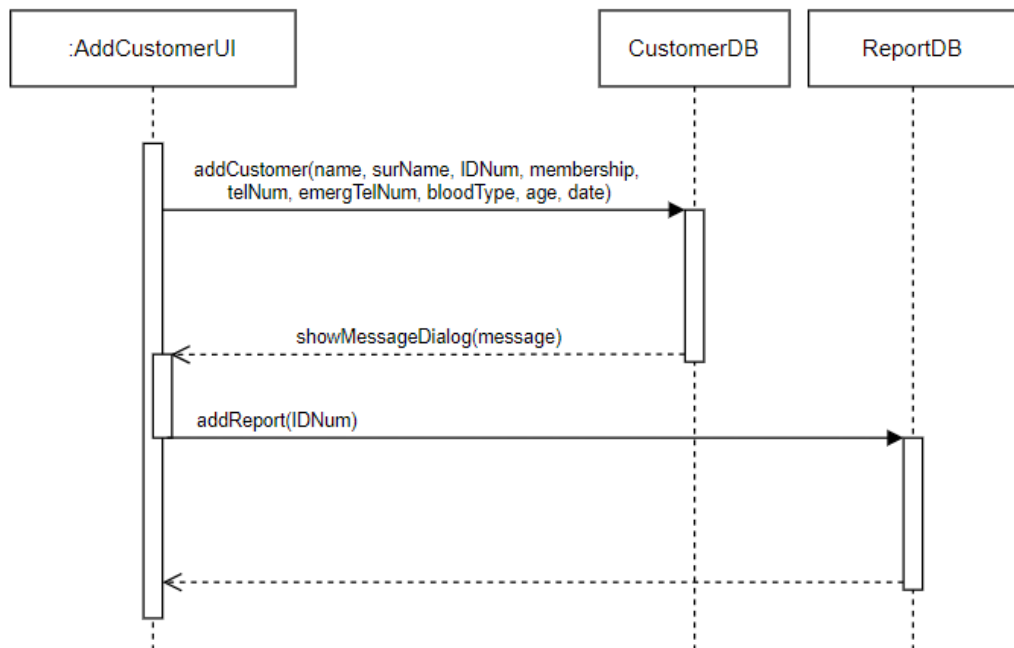 :AddCustomerUI
CustomerDB
ReportDB
addCustomer(name, surName, IDNum, membership,
telNum, emergTelNum, bloodType, age, date)
showMessageDialog(message)
addReport(IDNum)